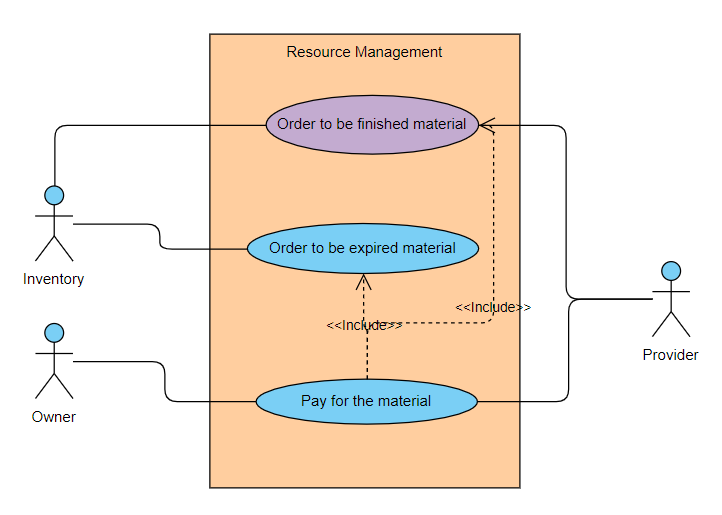 Resource Management
Order to be finished material
Order to be expired material
Inventory
<<Include>>
<<Include>>
Provider
Pay for the material
Owner